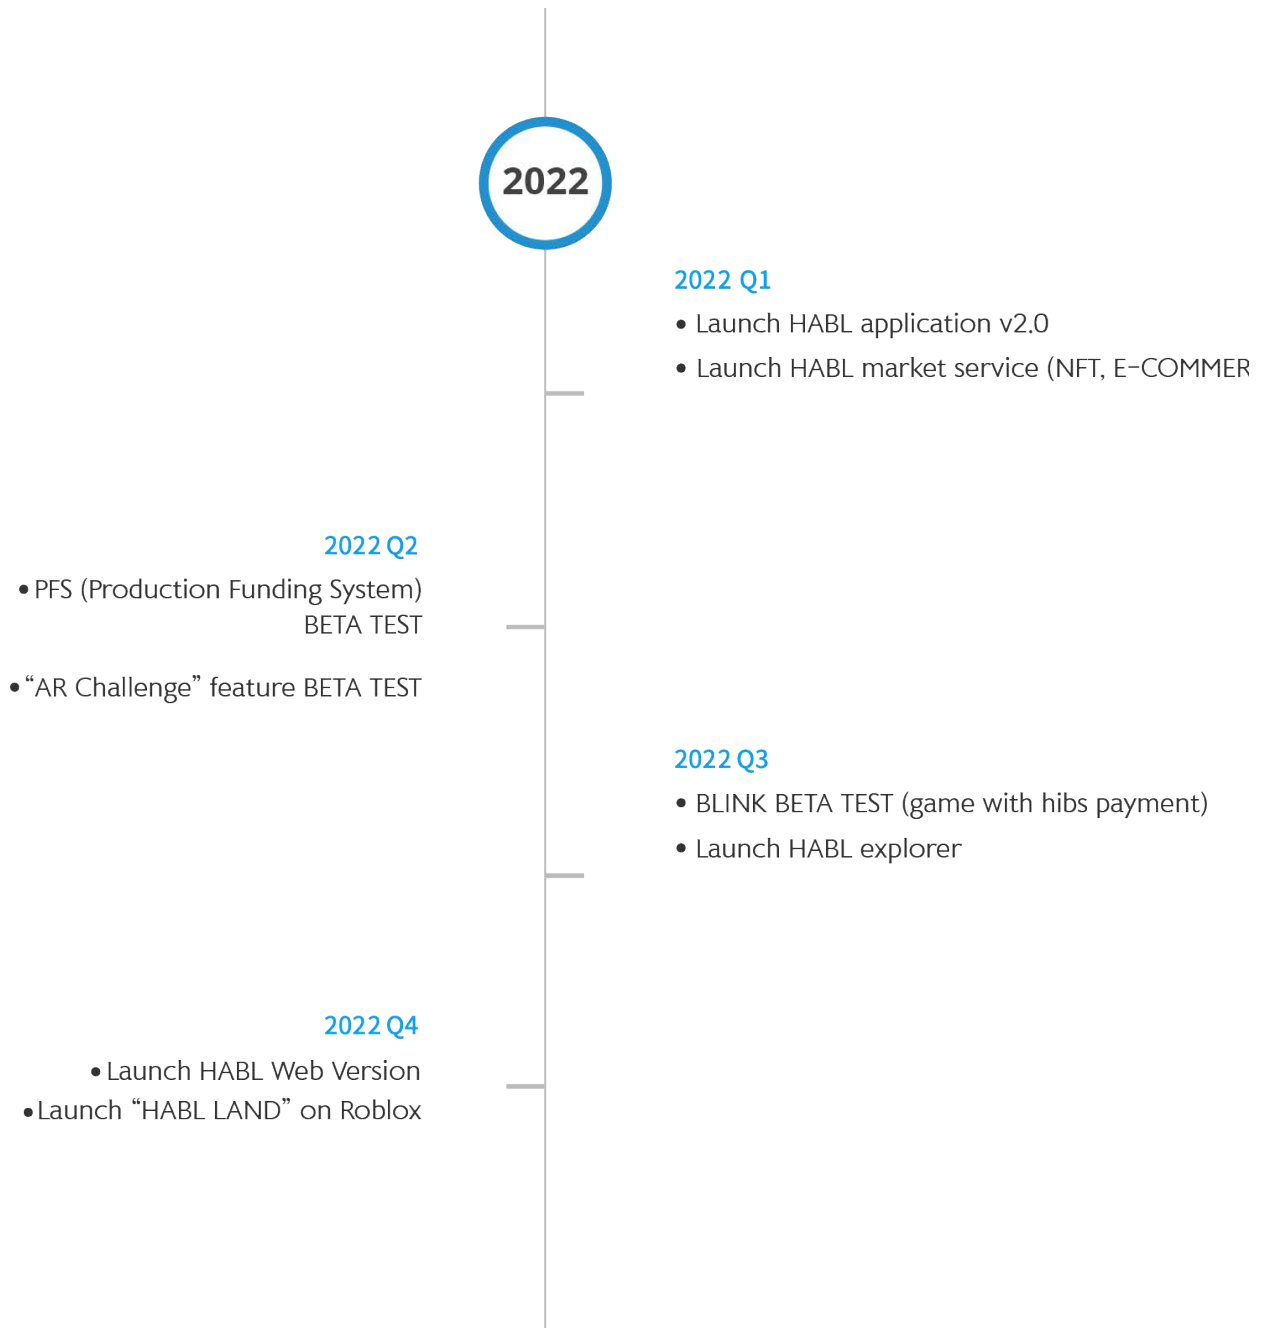 2022
2022 Q1
• Launch HABL application v2.0
• Launch HABL market service (NFT, E-COMMER
2022 Q2
• PFS (Production Funding System)
BETA TEST
• “AR Challenge” feature BETA TEST
2022 Q3
• BLINK BETA TEST (game with hibs payment)
• Launch HABL explorer
2022 Q4
• Launch HABL Web Version
• Launch “HABL LAND” on Roblox